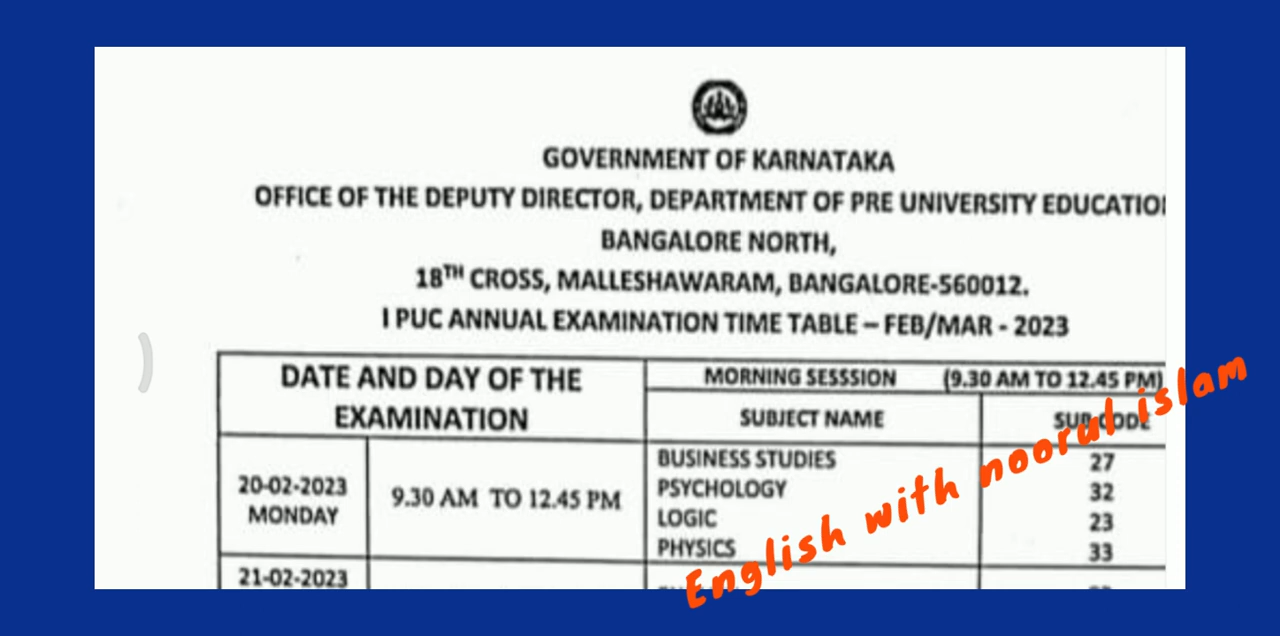 GOVERNMENT OF KARNATAKA
OFFICE OF THE DEPUTY DIRECTOR, DEPARTMENT OF PRE UNIVERSITY
BANGALORE NORTH,
18TH CROSS, MALLESHAWARAM, BANGALORE-560012.
I PUC ANNUAL EXAMINATION TIME TABLE – FEB/MAR - 2023
DATE AND DAY OF THE
EXAMINATION
MORNING SESSSION (9.30 AM TO 12.45 PM)
SUBJECT NAME SUB CODE
20-02-2023
MONDAY
9.30 AM TO 12.45 PM
BUSINESS STUDIES 27
PSYCHOLOGY 32
LOGIC 23
PHYSICS 33
21-02-2023
English with nooral islam